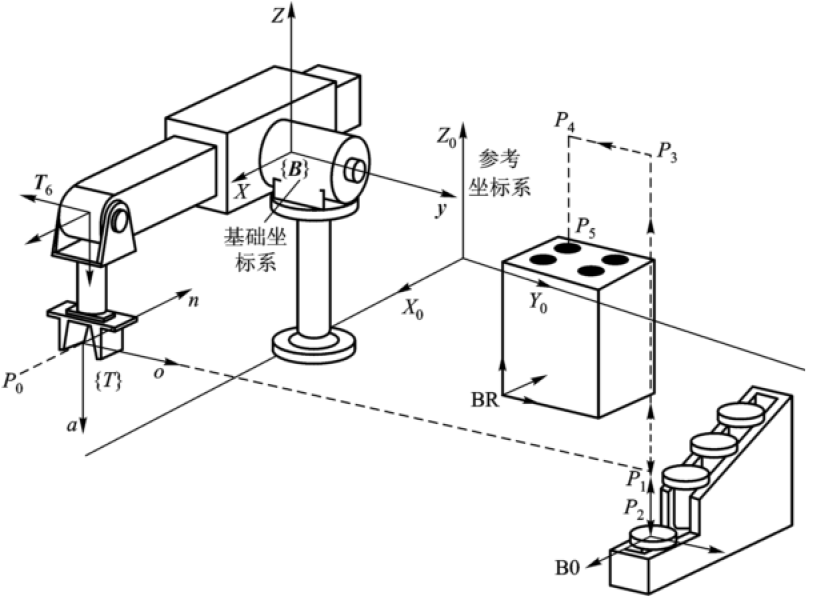 Z
P₄
Z₀
参考
坐标系
P₃
T₆
X
{B}
y
基础坐
标系
P₅
n
X₀
Y₀
P₀
{T}
o
BR
a
P₁
P₂
B0